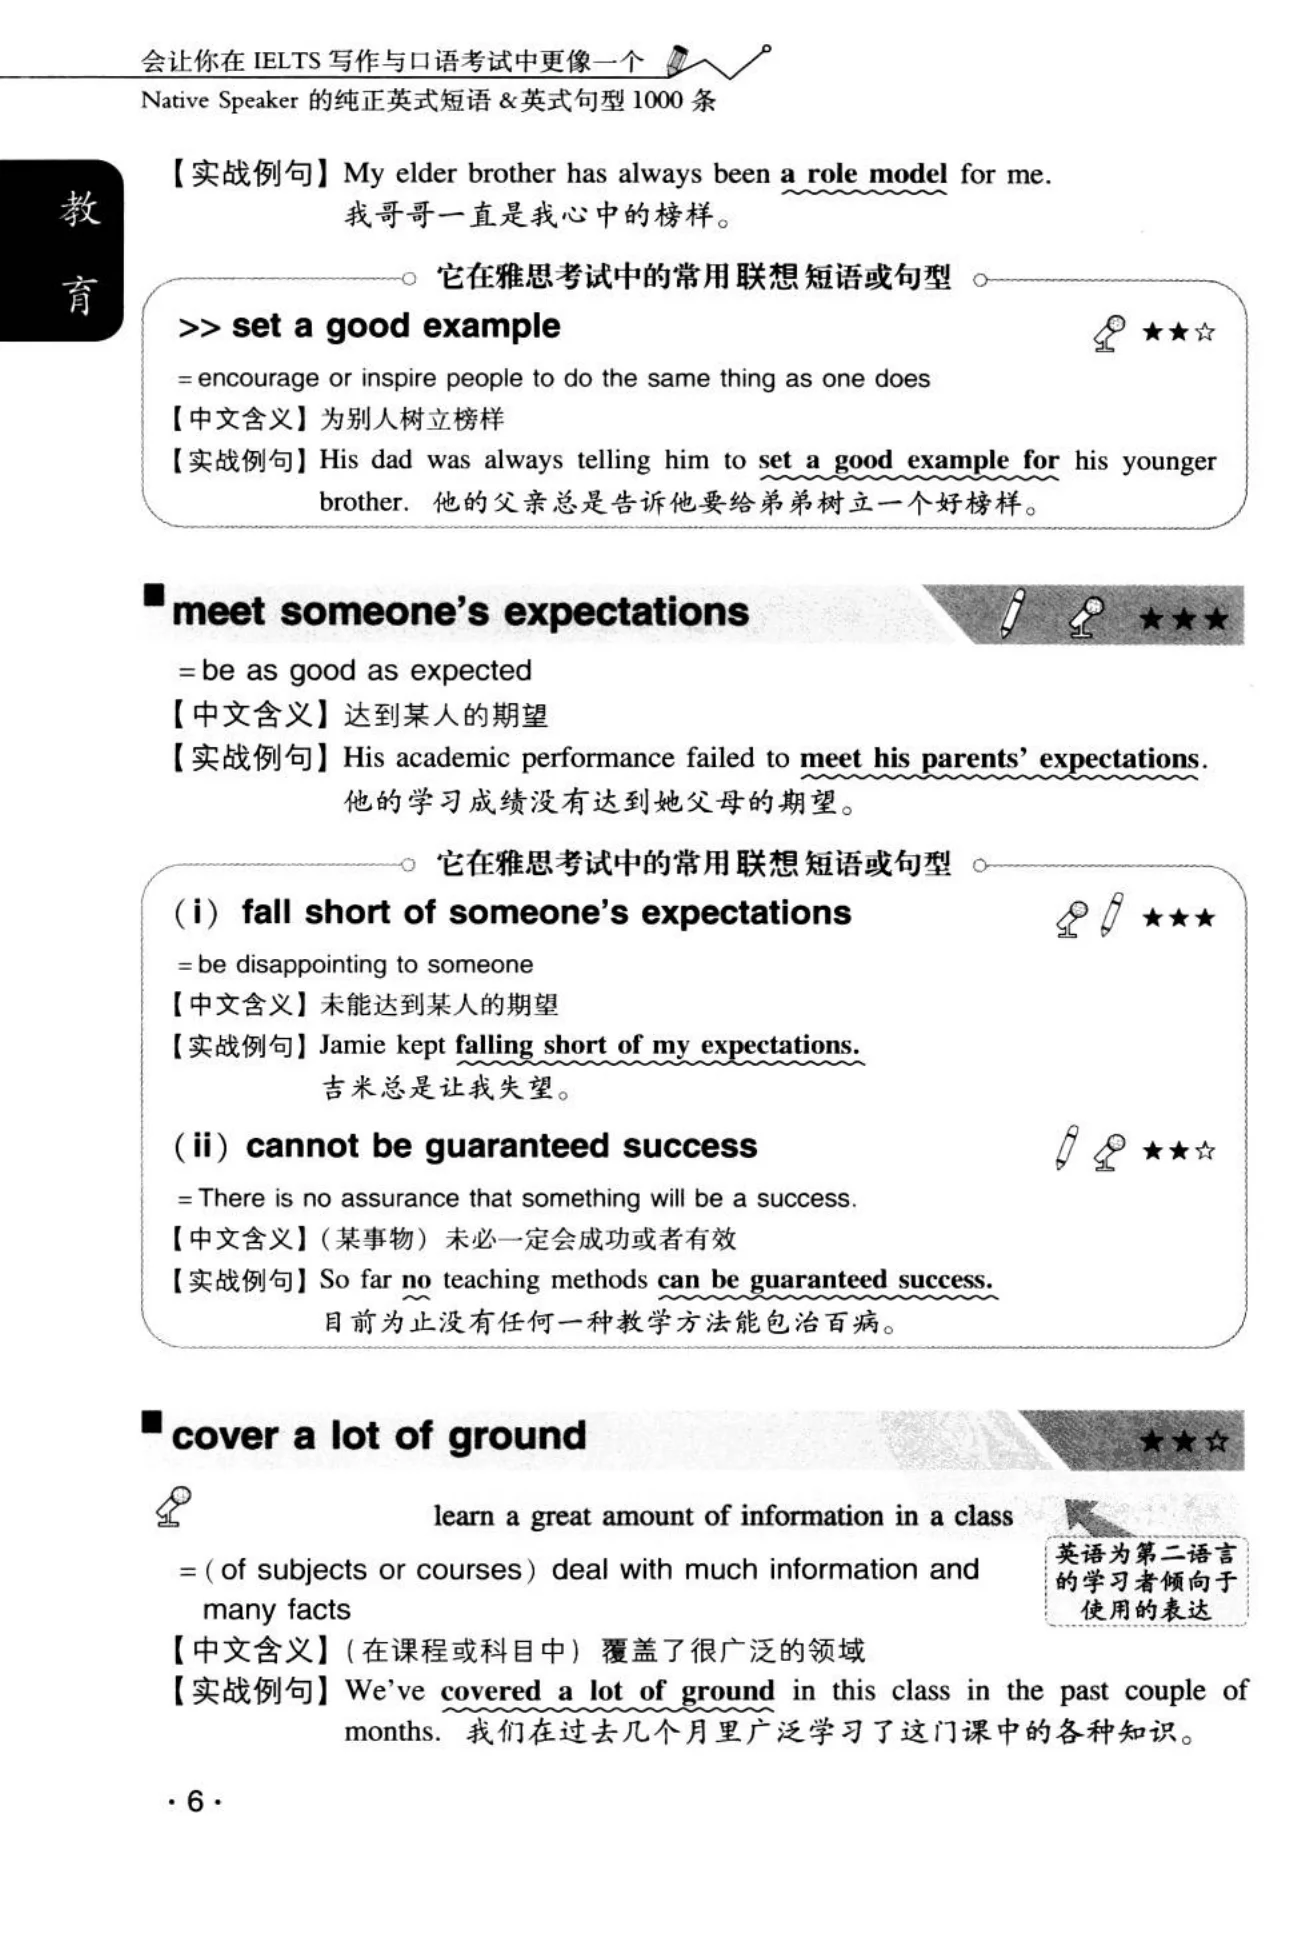 会让你在 IELTS 写作与口语考试中更像一个
Native Speaker 的纯正英式短语 &英式句型 1000 条
教
育
【实战例句】My elder brother has always been a role model for me.
我哥哥一直是我心中的榜样。
它在雅思考试中的常用联想短语或句型
>> set a good example ★★☆
=encourage or inspire people to do the same thing as one does
【中文含义】为别人树立榜样
【实战例句】His dad was always telling him to set a good example for his younger
brother. 他的父亲总是告诉他要给弟弟树立一个好榜样。
■meet someone's expectations ★★★
=be as good as expected
【中文含义】达到某人的期望
【实战例句】His academic performance failed to meet his parents' expectations.
他的学习成绩没有达到她父母的期望。
它在雅思考试中的常用联想短语或句型
(i) fall short of someone's expectations ★★★
=be disappointing to someone
【中文含义】未能达到某人的期望
【实战例句】Jamie kept falling short of my expectations.
吉米总是让我失望。
(ii) cannot be guaranteed success ★★☆
=There is no assurance that something will be a success.
【中文含义】(某事物) 未必一定会成功或者有效
【实战例句】So far no teaching methods can be guaranteed success.
目前为止没有任何一种教学方法能包治百病。
■cover a lot of ground ★★☆
learn a great amount of information in a class
英语为第二语言
的学习者倾向于
使用的表达
=(of subjects or courses) deal with much information and
many facts
【中文含义】(在课程或科目中) 覆盖了很广泛的领域
【实战例句】We've covered a lot of ground in this class in the past couple of
months. 我们在过去几个月里广泛学习了这门课中的各种知识。
·6·